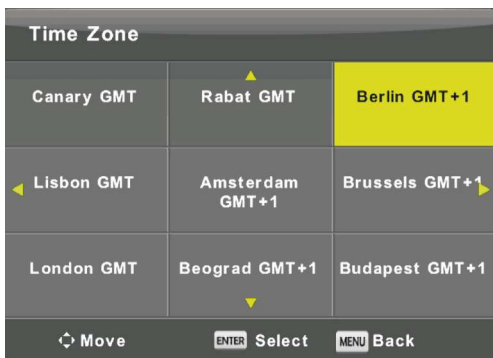 Time Zone
Canary GMT
Rabat GMT
Berlin GMT+1
Lisbon GMT
Amsterdam
GMT+1
Brussels GMT+1
London GMT
Beograd GMT+1
Budapest GMT+1
Move
ENTER Select
MENU Back